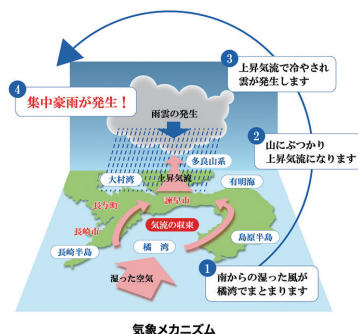 3
上昇気流で冷やされ
雲が発生します
4
集中豪雨が発生！
雨雲の発生
2
山にぶつかり
上昇気流になります
多良山系
大村湾
上昇気流
有明海
長与町
諫早市
長崎市
気流の収束
長崎半島
橘　湾
島原半島
1
南からの湿った風が
橘湾でまとまります
湿った空気
気象メカニズム